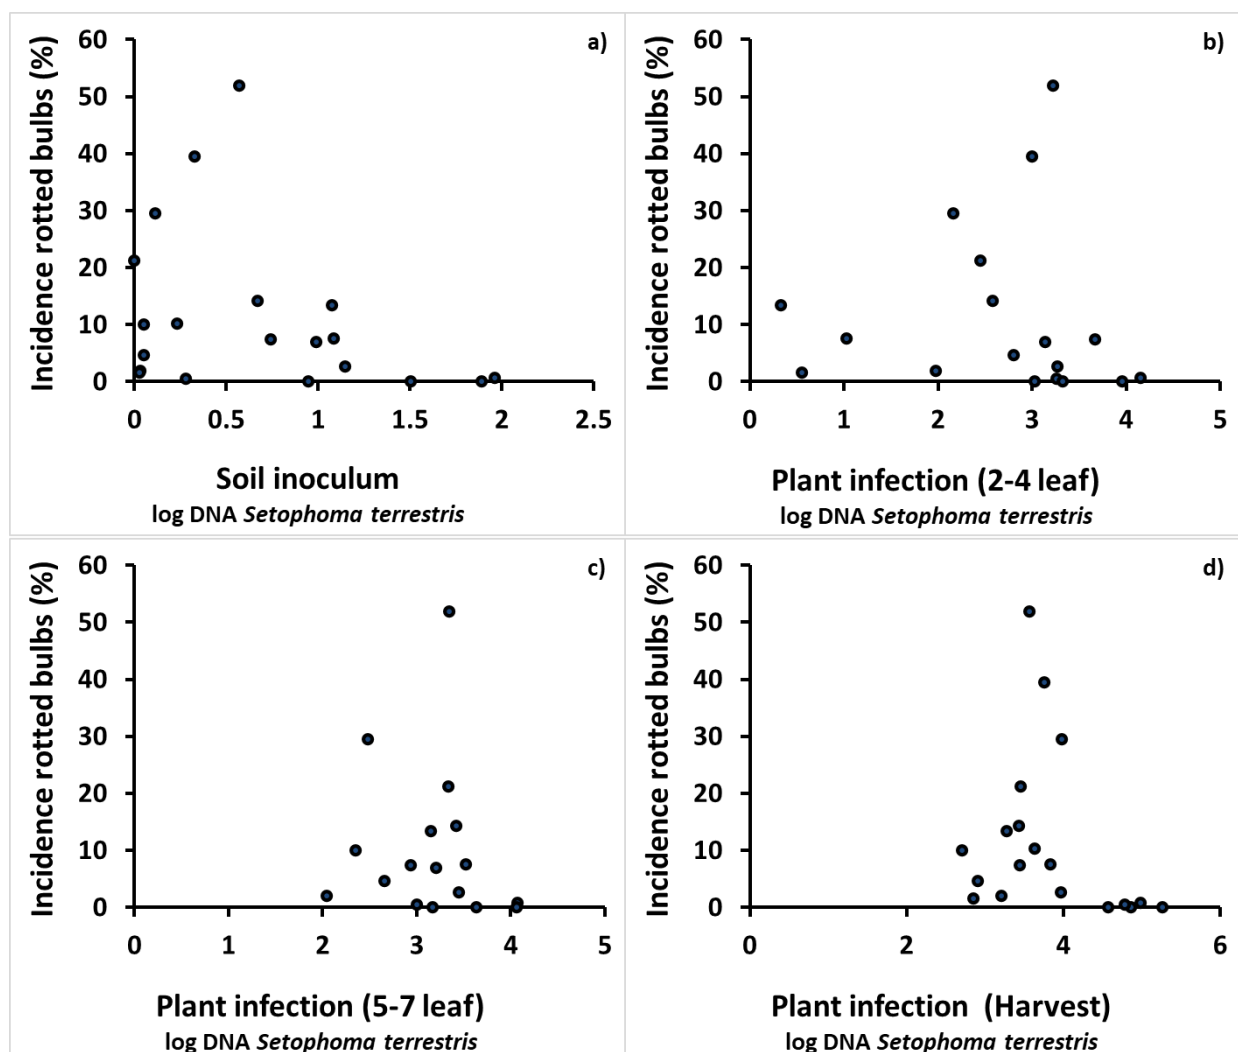 a)
Incidence rotted bulbs (%)
60
50
40
30
20
10
0
0 0.5 1 1.5 2 2.5
Soil inoculum
log DNA Setophoma terrestris
b)
Incidence rotted bulbs (%)
60
50
40
30
20
10
0
0 1 2 3 4 5
Plant infection (2-4 leaf)
log DNA Setophoma terrestris
c)
Incidence rotted bulbs (%)
60
50
40
30
20
10
0
0 1 2 3 4 5
Plant infection (5-7 leaf)
log DNA Setophoma terrestris
d)
Incidence rotted bulbs (%)
60
50
40
30
20
10
0
0 2 4 6
Plant infection (Harvest)
log DNA Setophoma terrestris